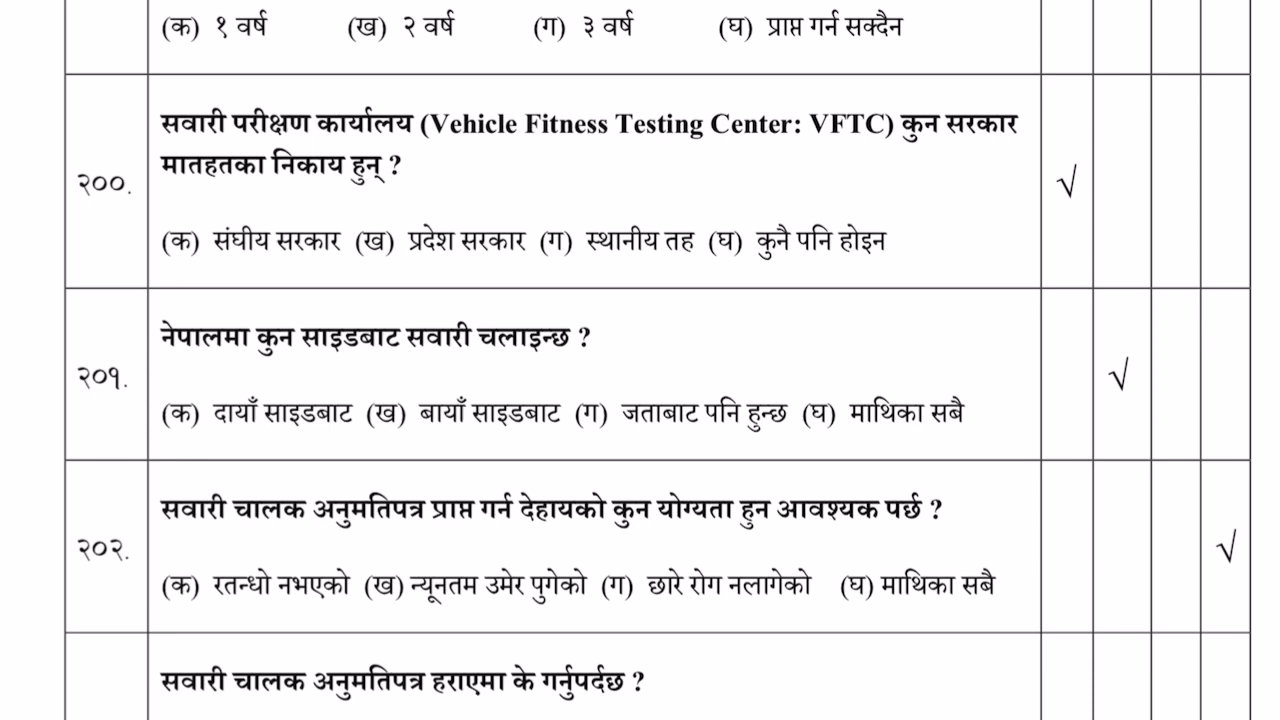 (क) १ वर्ष (ख) २ वर्ष (ग) ३ वर्ष (घ) प्राप्त गर्न सक्दैन
सवारी परीक्षण कार्यालय (Vehicle Fitness Testing Center: VFTC) कुन सरकार
मातहतका निकाय हुन् ?
२००. √
(क) संघीय सरकार (ख) प्रदेश सरकार (ग) स्थानीय तह (घ) कुनै पनि होइन
नेपालमा कुन साइडबाट सवारी चलाइन्छ ?
२०१. √
(क) दायाँ साइडबाट (ख) बायाँ साइडबाट (ग) जताबाट पनि हुन्छ (घ) माथिका सबै
सवारी चालक अनुमतिपत्र प्राप्त गर्न देहायको कुन योग्यता हुन आवश्यक पर्छ ?
२०२. √
(क) रतन्धो नभएको (ख) न्यूनतम उमेर पुगेको (ग) छारे रोग नलागेको (घ) माथिका सबै
सवारी चालक अनुमतिपत्र हराएमा के गर्नुपर्दछ ?